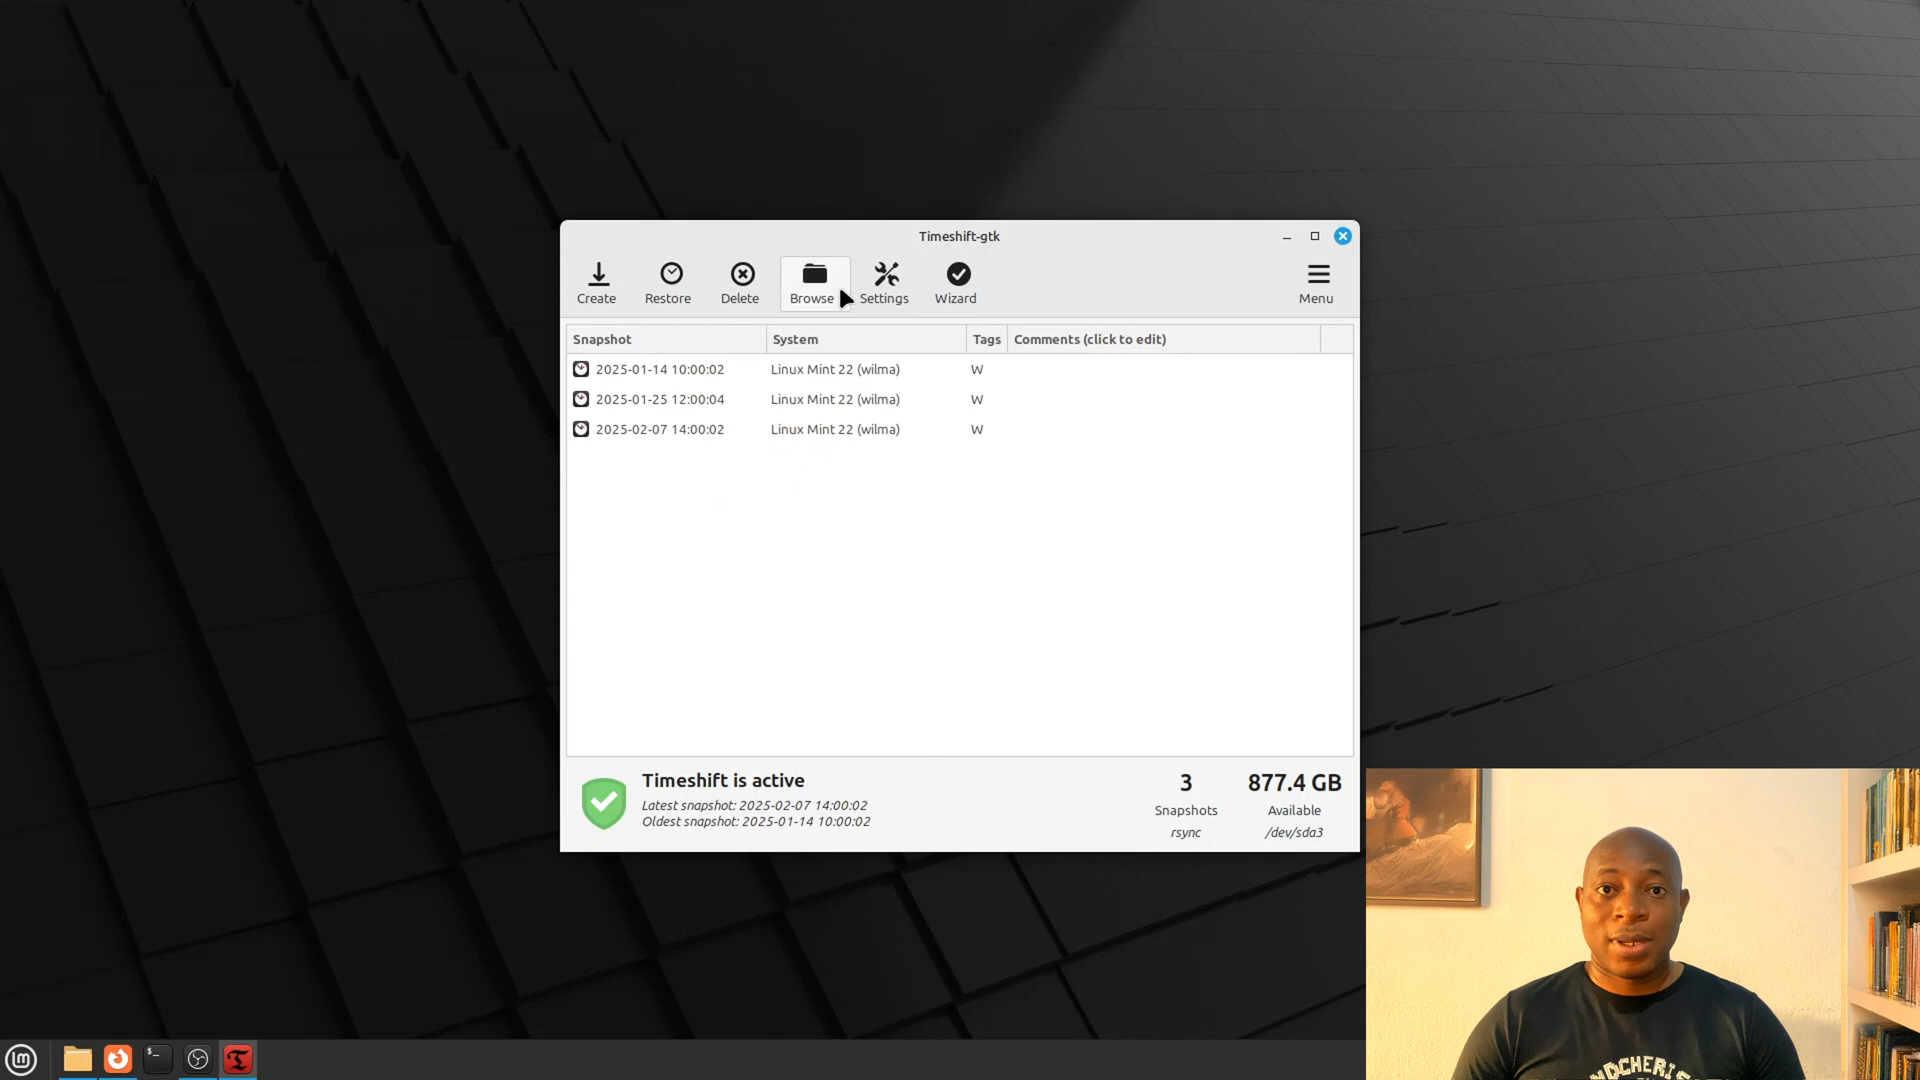 Timeshift-gtk
Create Restore Delete Browse Settings Wizard Menu
Snapshot System Tags Comments (click to edit)
2025-01-14 10:00:02 Linux Mint 22 (wilma) W
2025-01-25 12:00:04 Linux Mint 22 (wilma) W
2025-02-07 14:00:02 Linux Mint 22 (wilma) W
Timeshift is active
Latest snapshot: 2025-02-07 14:00:02
Oldest snapshot: 2025-01-14 10:00:02
3
Snapshots
rsync
877.4 GB
Available
/dev/sda3